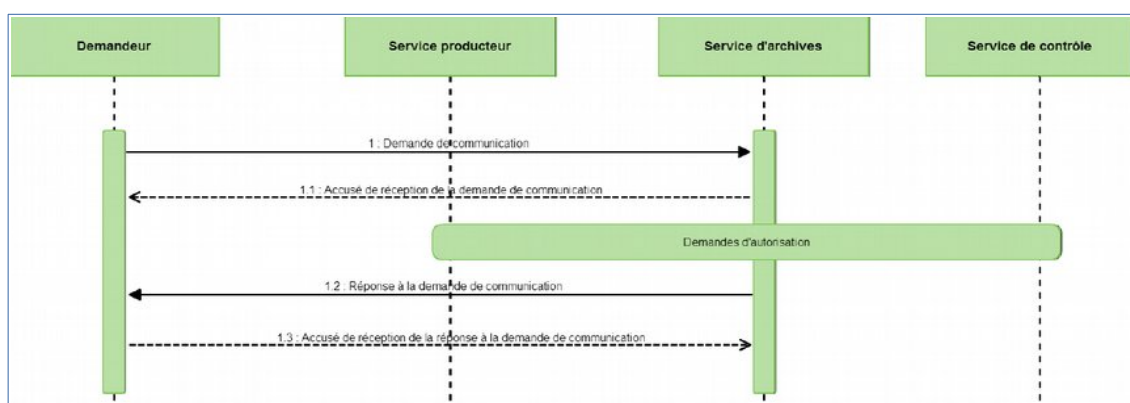 Demandeur
Service producteur
Service d'archives
Service de contrôle
1 : Demande de communication
1.1 : Accusé de réception de la demande de communication
Demandes d'autorisation
1.2 : Réponse à la demande de communication
1.3 : Accusé de réception de la réponse à la demande de communication